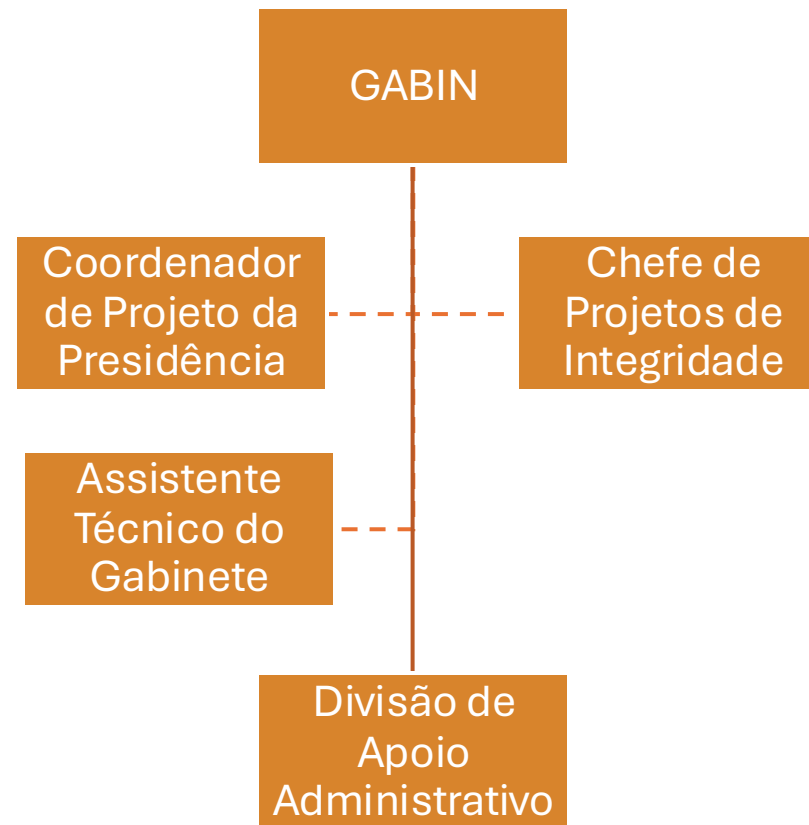 GABIN
Coordenador
de Projeto da
Presidência
Chefe de
Projetos de
Integridade
Assistente
Técnico do
Gabinete
Divisão de
Apoio
Administrativo